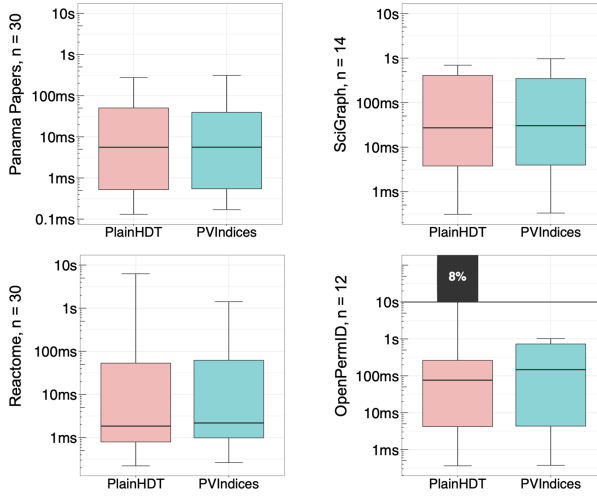 Panama Papers, n = 30
10s
1s
100ms
10ms
1ms
0.1ms
PlainHDT
PVIndices
SciGraph, n = 14
10s
1s
100ms
10ms
1ms
PlainHDT
PVIndices
Reactome, n = 30
10s
1s
100ms
10ms
1ms
PlainHDT
PVIndices
OpenPermID, n = 12
8%
10s
1s
100ms
10ms
1ms
PlainHDT
PVIndices